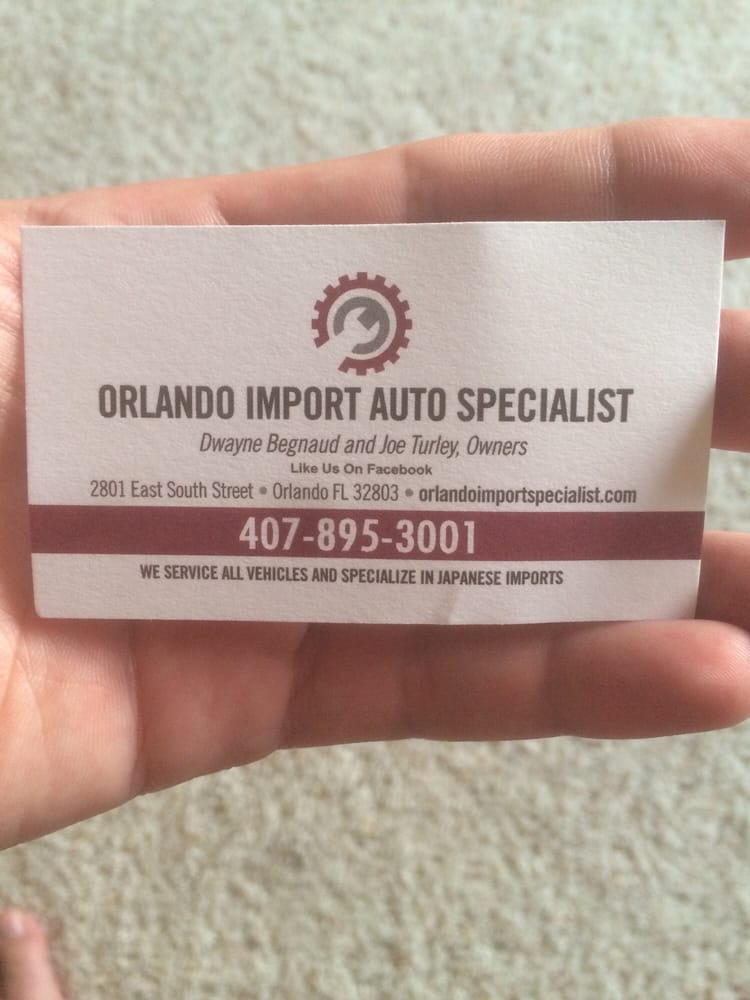 ORLANDO IMPORT AUTO SPECIALIST
Dwayne Begnaud and Joe Turley, Owners
Like Us On Facebook
2801 East South Street • Orlando FL 32803 • orlandoimportspecialist.com
407-895-3001
WE SERVICE ALL VEHICLES AND SPECIALIZE IN JAPANESE IMPORTS